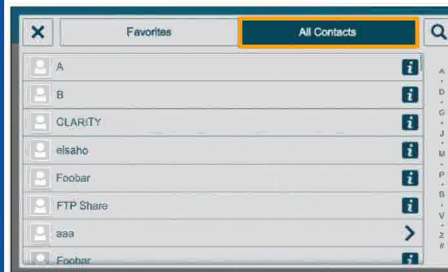 Favorites
All Contacts
A
B
CLARITY
elsaho
Foobar
FTP Share
aaa
Foobar
A
D
G
J
M
P
S
V
Z
#